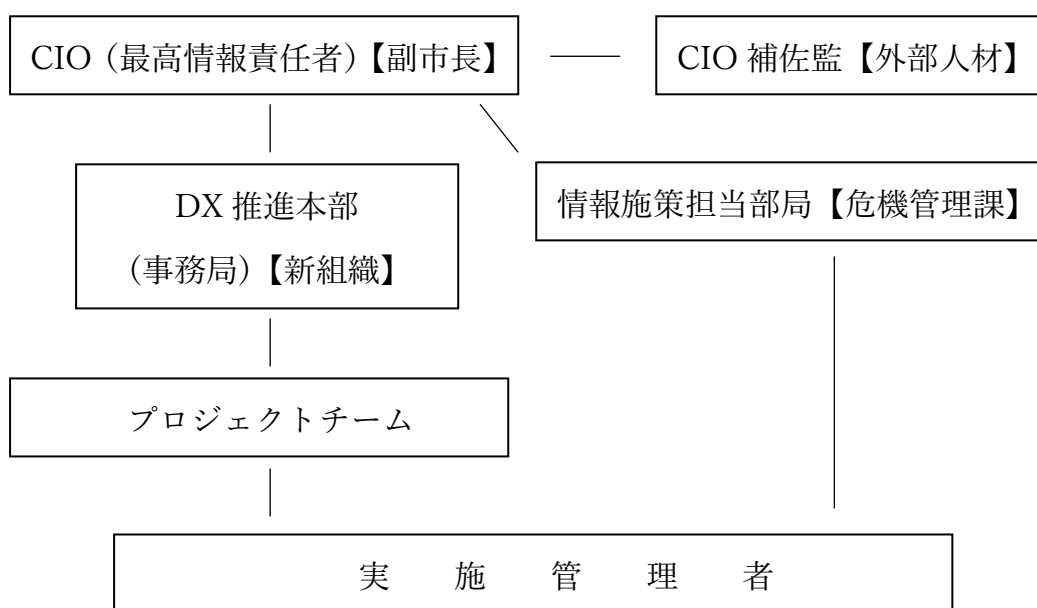 CIO（最高情報責任者）【副市長】
CIO 補佐監【外部人材】
DX 推進本部
（事務局）【新組織】
情報施策担当部局【危機管理課】
プロジェクトチーム
実施管理者